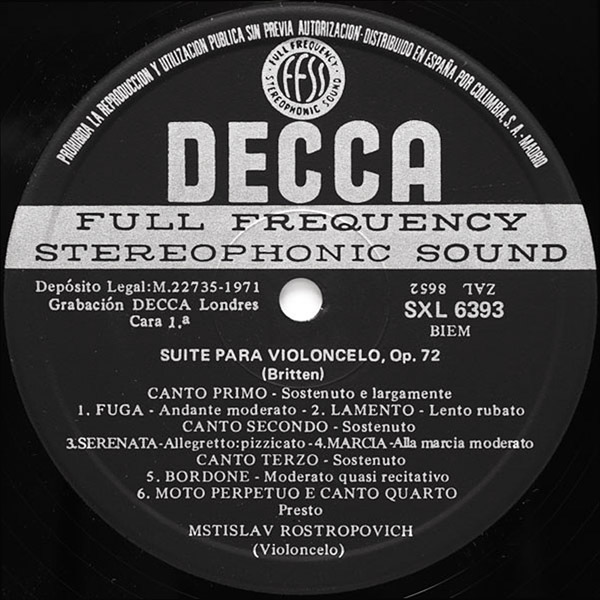 PROHIBIDA LA REPRODUCCION Y UTILIZACION PUBLICA SIN PREVIA AUTORIZACION-DISTRIBUIDO EN ESPAÑA POR COLUMBIA, S. A.-MADRID
FULL FREQUENCY
FFSS
STEREOPHONIC SOUND
DECCA
FULL FREQUENCY
STEREOPHONIC SOUND
Depósito Legal:M.22735-1971
Grabación DECCA Londres
Cara 1.ª
ZAL 8652
SXL 6393
BIEM
SUITE PARA VIOLONCELO, Op. 72
(Britten)
CANTO PRIMO - Sostenuto e largamente
1. FUGA - Andante moderato - 2. LAMENTO - Lento rubato
CANTO SECONDO - Sostenuto
3.SERENATA-Allegretto:pizzicato-4.MARCIA-Alla marcia moderato
CANTO TERZO - Sostenuto
5. BORDONE - Moderato quasi recitativo
6. MOTO PERPETUO E CANTO QUARTO
Presto
MSTISLAV ROSTROPOVICH
(Violoncelo)